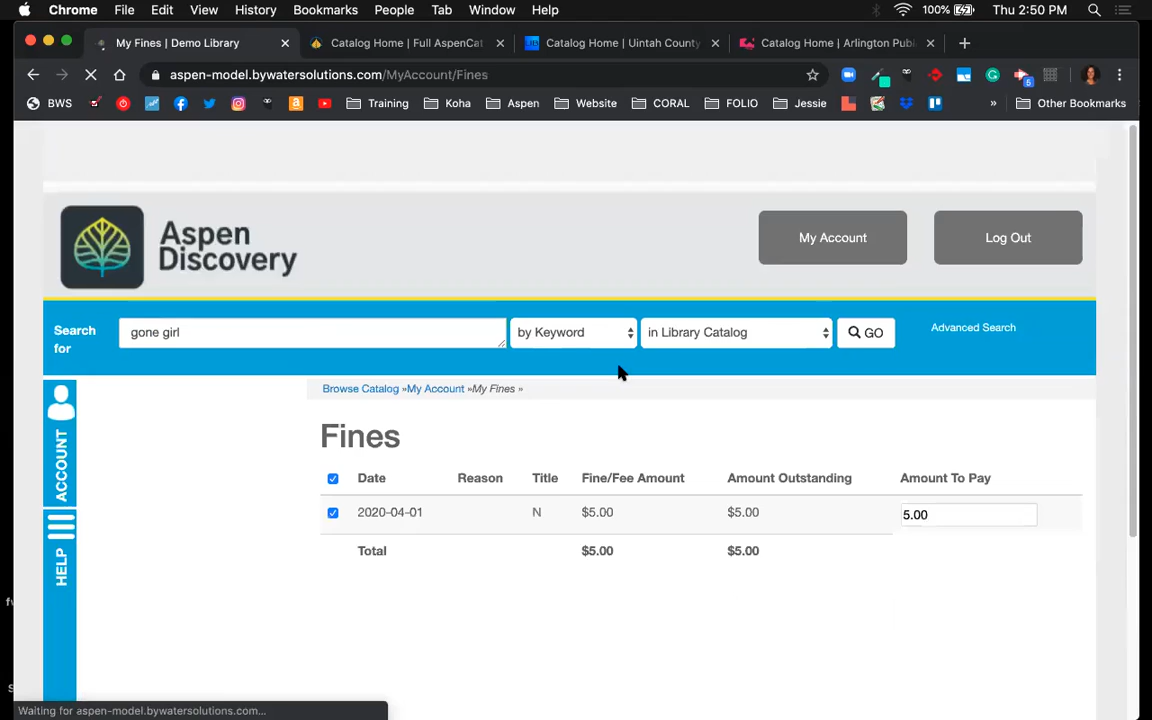 Chrome File Edit View History Bookmarks People Tab Window Help 100% Thu 2:50 PM
My Fines | Demo Library Catalog Home | Full AspenCat Catalog Home | Uintah County Catalog Home | Arlington Publ
aspen-model.bywatersolutions.com/MyAccount/Fines 5
BWS Training Koha Aspen Website CORAL FOLIO Jessie » Other Bookmarks
Aspen
Discovery
My Account Log Out
Search for gone girl by Keyword in Library Catalog GO Advanced Search
Browse Catalog »My Account »My Fines »
ACCOUNT
HELP
Fines
Date Reason Title Fine/Fee Amount Amount Outstanding Amount To Pay
2020-04-01 N $5.00 $5.00 5.00
Total $5.00 $5.00
Waiting for aspen-model.bywatersolutions.com...